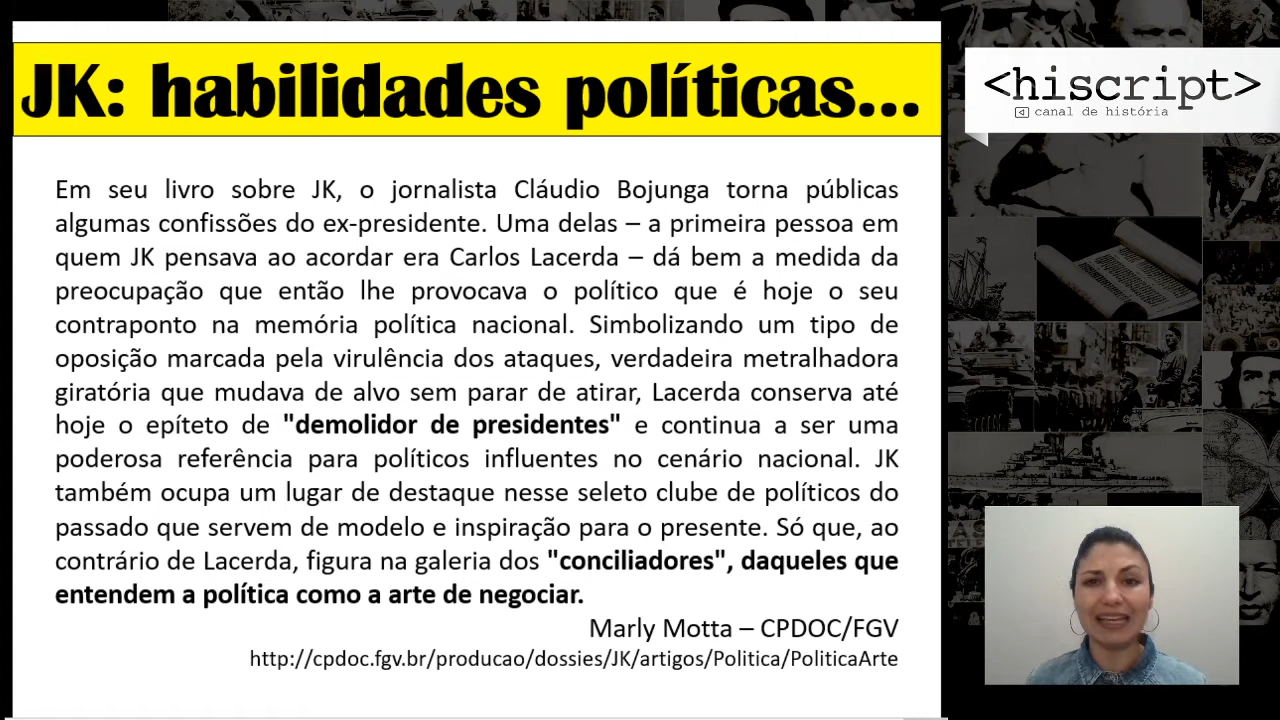 JK: habilidades políticas...
<hiscript>
canal de história
Em seu livro sobre JK, o jornalista Cláudio Bojunga torna públicas
algumas confissões do ex-presidente. Uma delas – a primeira pessoa em
quem JK pensava ao acordar era Carlos Lacerda – dá bem a medida da
preocupação que então lhe provocava o político que é hoje o seu
contraponto na memória política nacional. Simbolizando um tipo de
oposição marcada pela virulência dos ataques, verdadeira metralhadora
giratória que mudava de alvo sem parar de atirar, Lacerda conserva até
hoje o epíteto de "demolidor de presidentes" e continua a ser uma
poderosa referência para políticos influentes no cenário nacional. JK
também ocupa um lugar de destaque nesse seleto clube de políticos do
passado que servem de modelo e inspiração para o presente. Só que, ao
contrário de Lacerda, figura na galeria dos "conciliadores", daqueles que
entendem a política como a arte de negociar.
Marly Motta – CPDOC/FGV
http://cpdoc.fgv.br/producao/dossies/JK/artigos/Politica/PoliticaArte